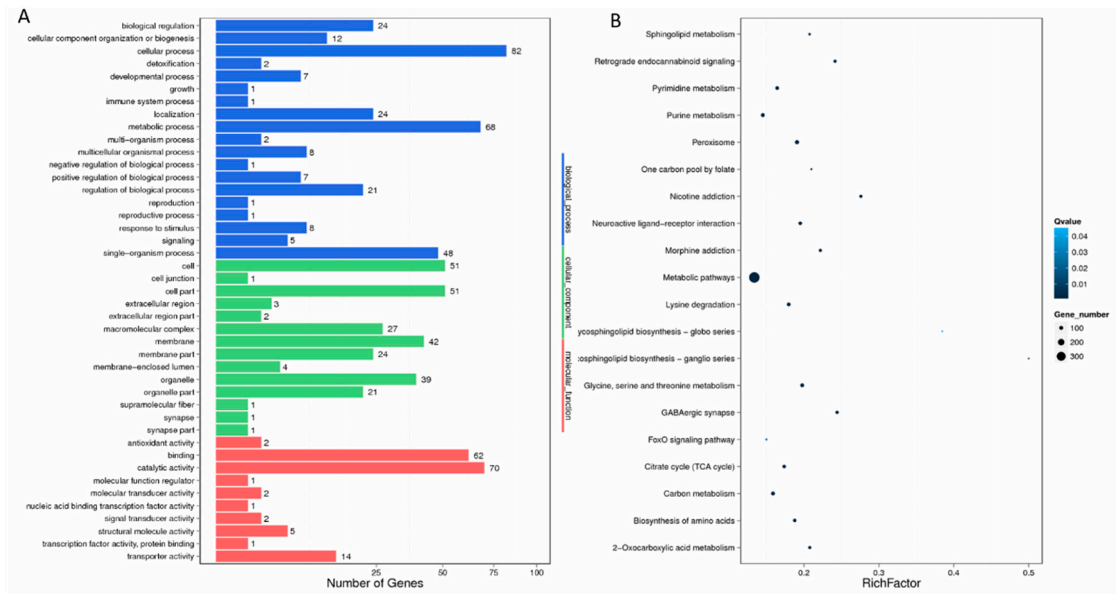 A
biological regulation 24
cellular component organization or biogenesis 12
cellular process 82
detoxification 2
developmental process 7
growth 1
immune system process 1
localization 24
metabolic process 68
multi-organism process 2
multicellular organismal process 8
negative regulation of biological process 1
positive regulation of biological process 7
regulation of biological process 21
reproduction 1
reproductive process 1
response to stimulus 8
signaling 5
single-organism process 48
cell 51
cell junction 1
cell part 51
extracellular region 3
extracellular region part 2
macromolecular complex 27
membrane 42
membrane part 24
membrane-enclosed lumen 4
organelle 39
organelle part 21
supramolecular fiber 1
synapse 1
synapse part 1
antioxidant activity 2
binding 62
catalytic activity 70
molecular function regulator 1
molecular transducer activity 2
nucleic acid binding transcription factor activity 1
signal transducer activity 2
structural molecule activity 5
transcription factor activity, protein binding 1
transporter activity 14
25 50 75 100
Number of Genes
biological_process
cellular_component
molecular_function
B
Sphingolipid metabolism
Retrograde endocannabinoid signaling
Pyrimidine metabolism
Purine metabolism
Peroxisome
One carbon pool by folate
Nicotine addiction
Neuroactive ligand-receptor interaction
Morphine addiction
Metabolic pathways
Lysine degradation
ycosphingolipid biosynthesis - globo series
osphingolipid biosynthesis - ganglio series
Glycine, serine and threonine metabolism
GABAergic synapse
FoxO signaling pathway
Citrate cycle (TCA cycle)
Carbon metabolism
Biosynthesis of amino acids
2-Oxocarboxylic acid metabolism
0.2 0.3 0.4 0.5
RichFactor
Qvalue
0.04
0.03
0.02
0.01
Gene_number
100
200
300